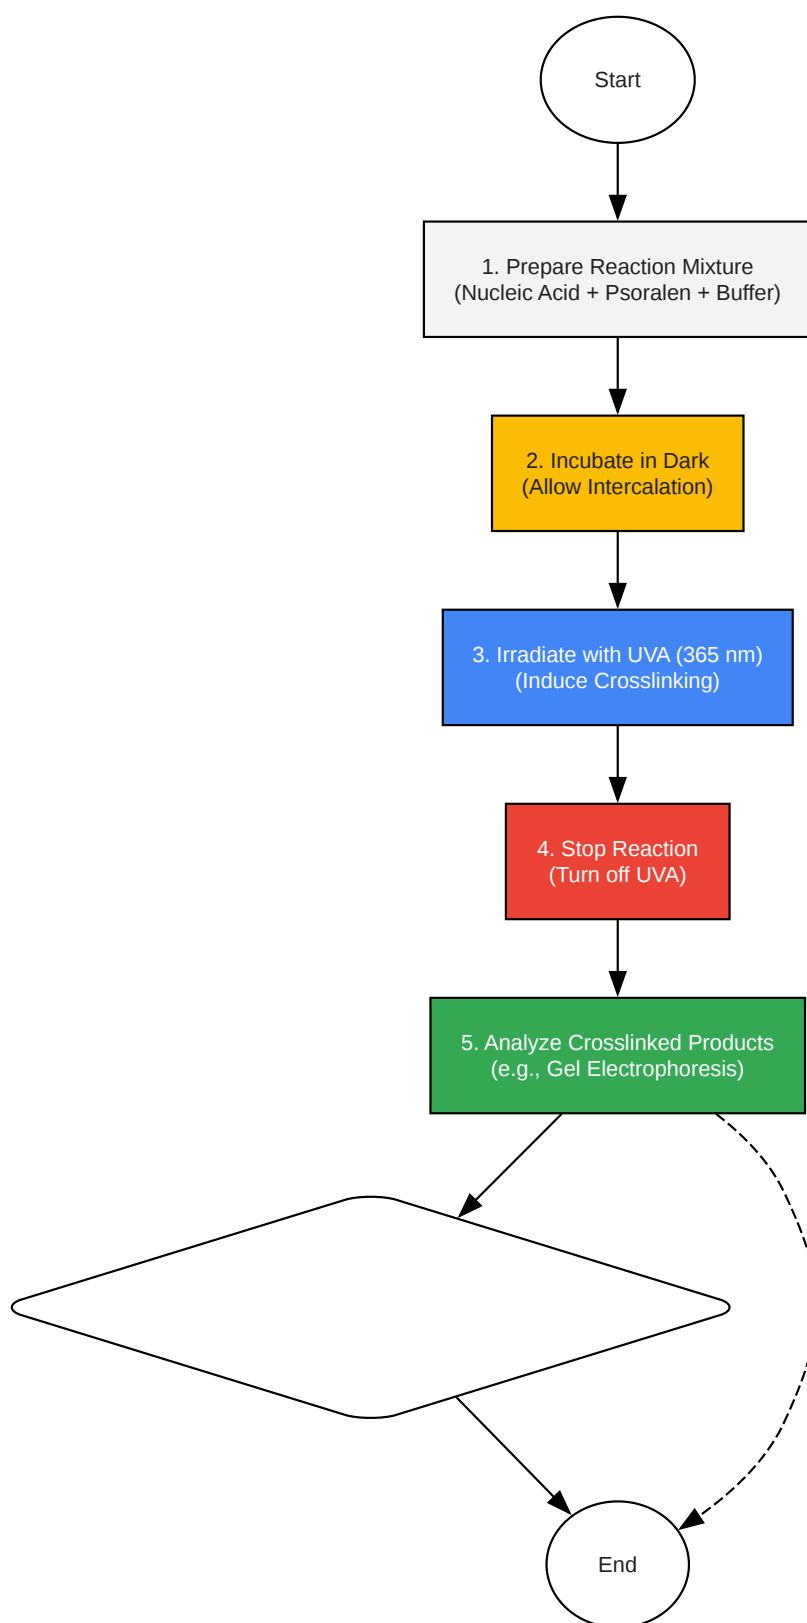 Start
1. Prepare Reaction Mixture
(Nucleic Acid + Psoralen + Buffer)
2. Incubate in Dark
(Allow Intercalation)
3. Irradiate with UVA (365 nm)
(Induce Crosslinking)
4. Stop Reaction
(Turn off UVA)
5. Analyze Crosslinked Products
(e.g., Gel Electrophoresis)
End